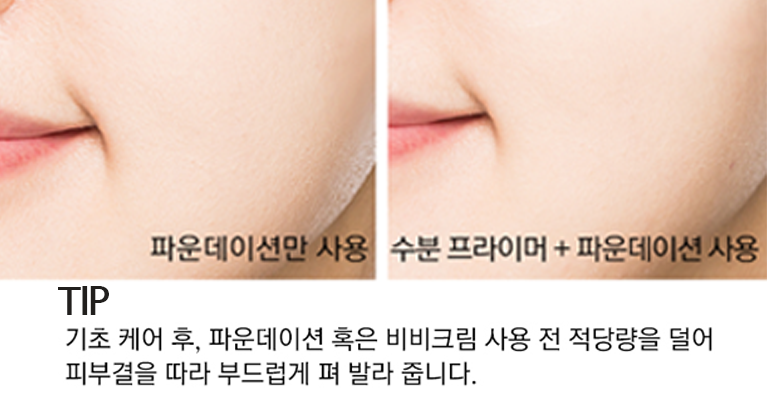 파운데이션만 사용
수분 프라이머 + 파운데이션 사용
TIP
기초 케어 후, 파운데이션 혹은 비비크림 사용 전 적당량을 덜어
피부결을 따라 부드럽게 펴 발라 줍니다.